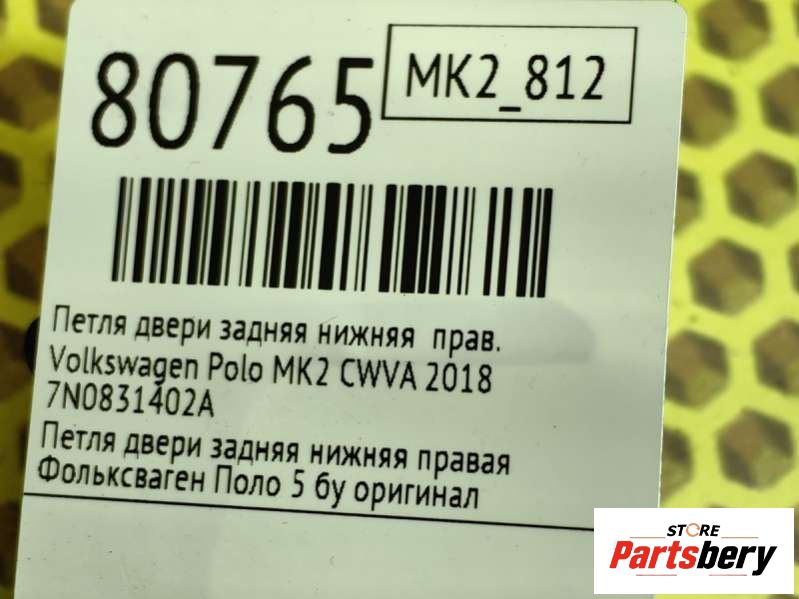 80765
MK2_812
Петля двери задняя нижняя прав.
Volkswagen Polo MK2 CWVA 2018
7N0831402A
Петля двери задняя нижняя правая
Фольксваген Поло 5 бу оригинал
STORE
Partsbery